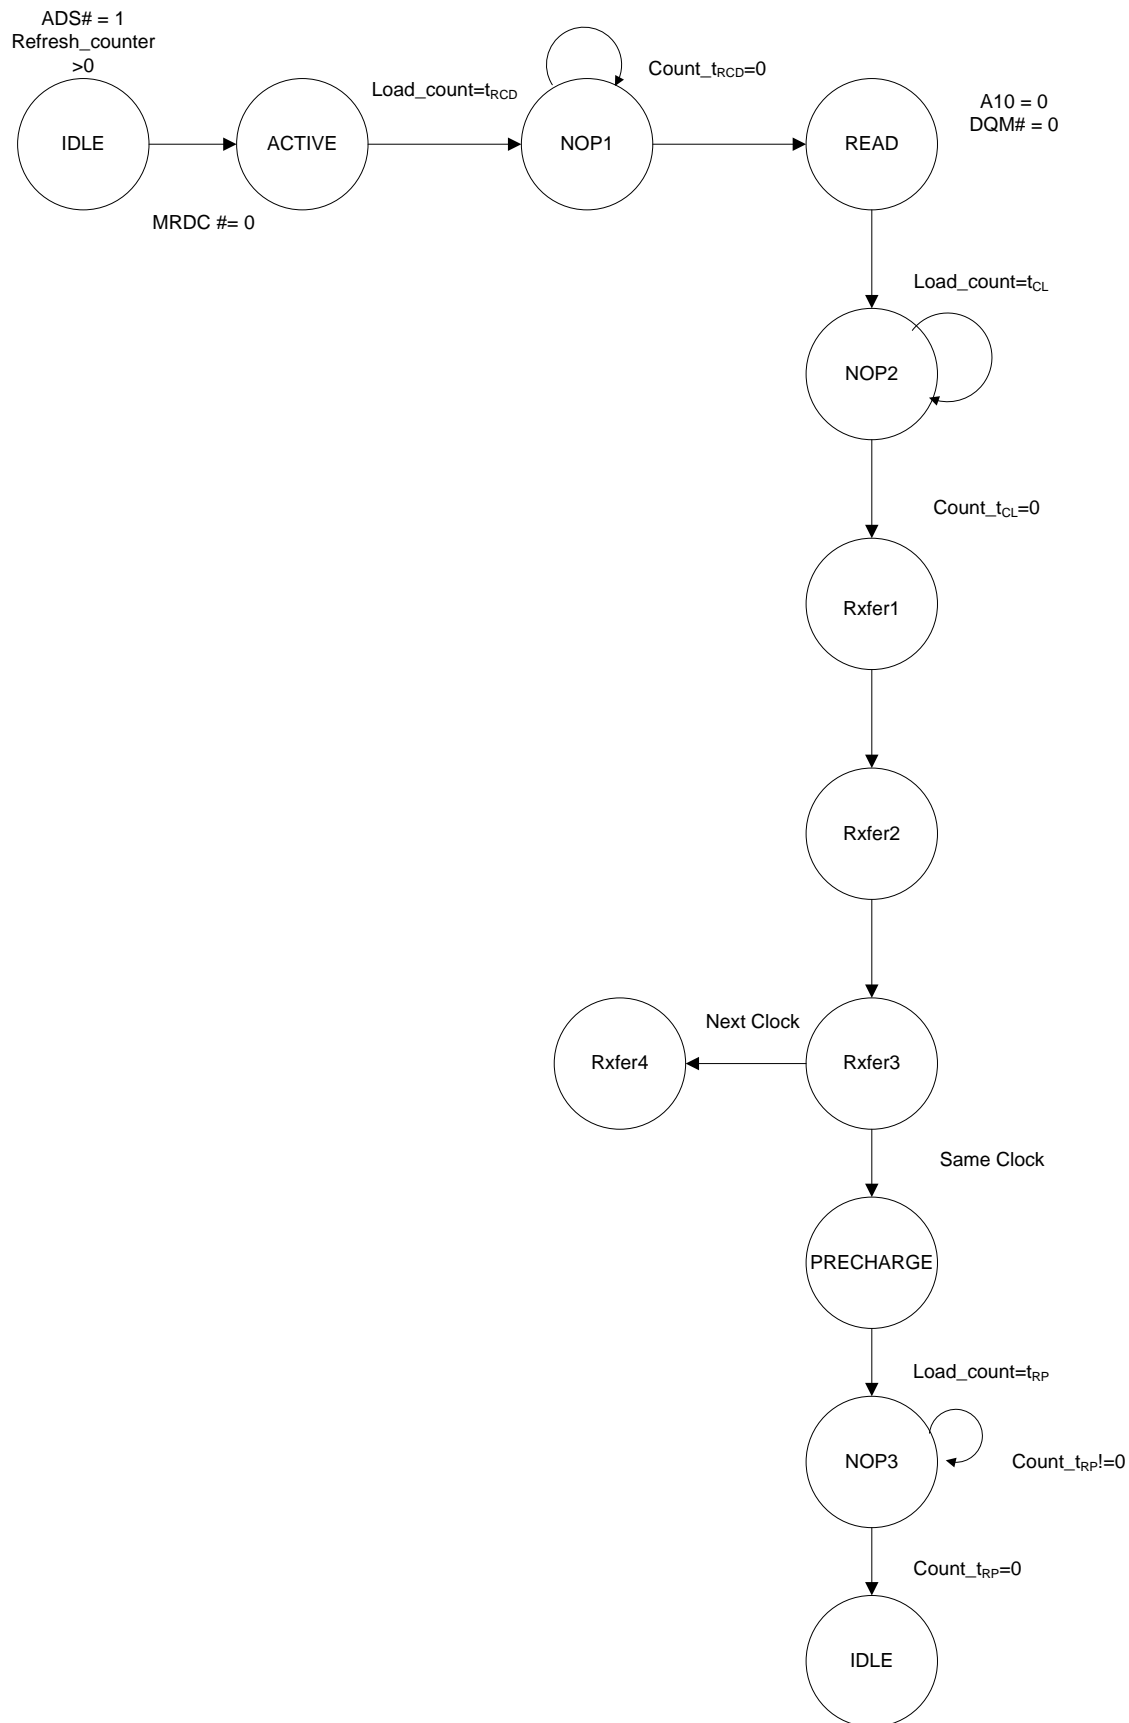 ADS# = 1
Refresh_counter
>0
Load_count=tRCD
Count_tRCD=0
A10 = 0
DQM# = 0
IDLE
ACTIVE
NOP1
READ
MRDC #= 0
Load_count=tCL
NOP2
Count_tCL=0
Rxfer1
Rxfer2
Next Clock
Rxfer4
Rxfer3
Same Clock
PRECHARGE
Load_count=tRP
NOP3
Count_tRP!=0
Count_tRP=0
IDLE